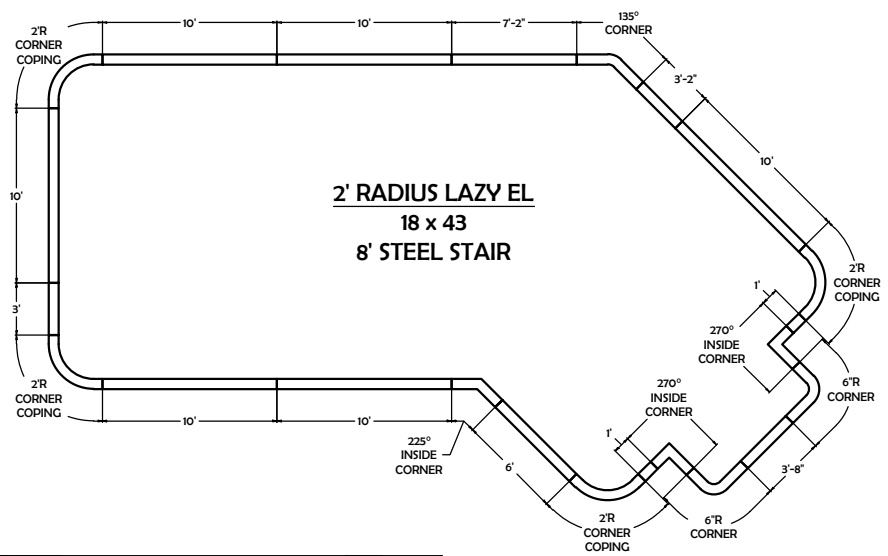 10'
10'
7'-2"
135°
CORNER
2'R
CORNER
COPING
3'-2"
10'
10'
3'
2' RADIUS LAZY EL
18 x 43
8' STEEL STAIR
2'R
CORNER
COPING
1'
270°
INSIDE
CORNER
2'R
CORNER
COPING
10'
10'
225°
INSIDE
CORNER
6'
270°
INSIDE
CORNER
1'
6"R
CORNER
3'-8"
2'R
CORNER
COPING
6"R
CORNER